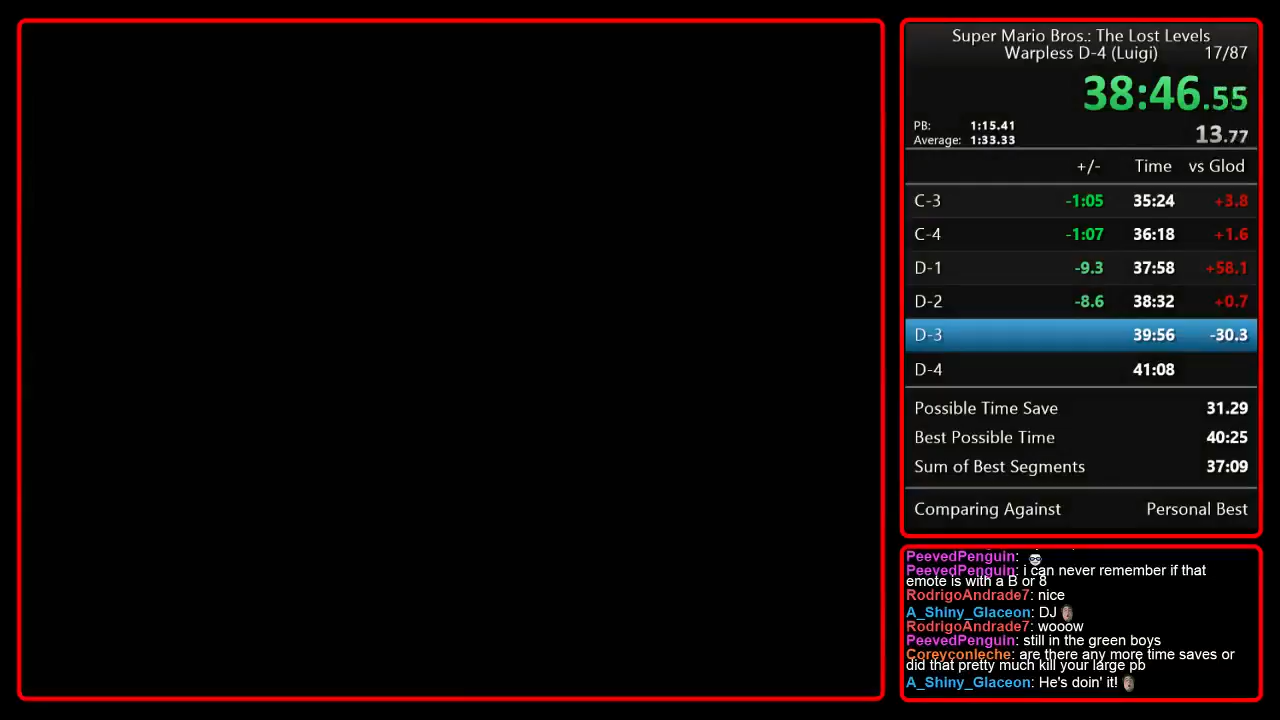 Super Mario Bros.: The Lost Levels
Warpless D-4 (Luigi) 17/87
38:46.55
PB: 1:15.41
Average: 1:33.33
13.77
+/- Time vs Glod
C-3 -1:05 35:24 +3.8
C-4 -1:07 36:18 +1.6
D-1 -9.3 37:58 +58.1
D-2 -8.6 38:32 +0.7
D-3 39:56 -30.3
D-4 41:08
Possible Time Save 31.29
Best Possible Time 40:25
Sum of Best Segments 37:09
Comparing Against Personal Best
PeevedPenguin:
PeevedPenguin: i can never remember if that
emote is with a B or 8
RodrigoAndrade7: nice
A_Shiny_Glaceon: DJ
RodrigoAndrade7: wooow
PeevedPenguin: still in the green boys
Coreyconleche: are there any more time saves or
did that pretty much kill your large pb
A_Shiny_Glaceon: He's doin' it!